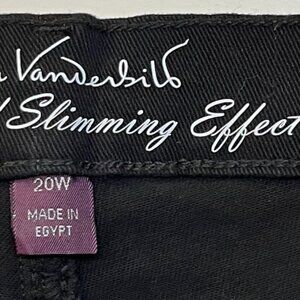 Vanderbilt
Slimming Effect
20W
MADE IN
EGYPT